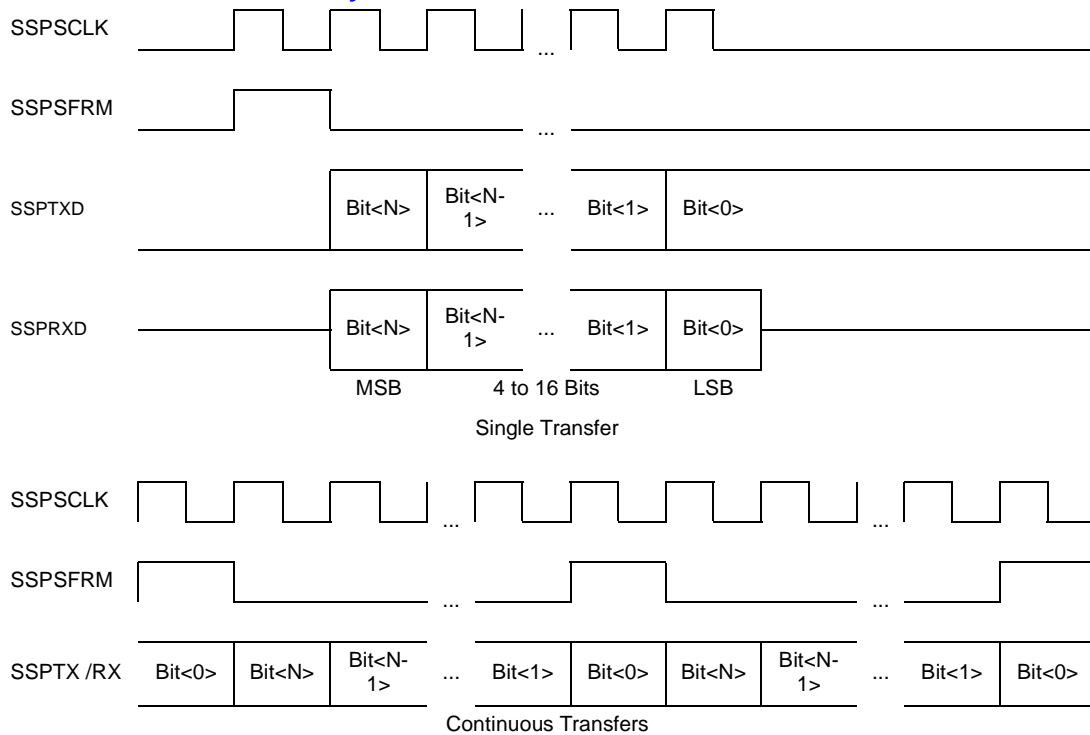 SSPSCLK
...
SSPSFRM
...
SSPTXD
Bit<N>
Bit<N-
1>
...
Bit<1>
Bit<0>
SSPRXD
Bit<N>
Bit<N-
1>
...
Bit<1>
Bit<0>
MSB
4 to 16 Bits
LSB
Single Transfer
SSPSCLK
...
...
SSPSFRM
...
...
SSPTX /RX
Bit<0>
Bit<N>
Bit<N-
1>
...
Bit<1>
Bit<0>
Bit<N>
Bit<N-
1>
...
Bit<1>
Bit<0>
Continuous Transfers